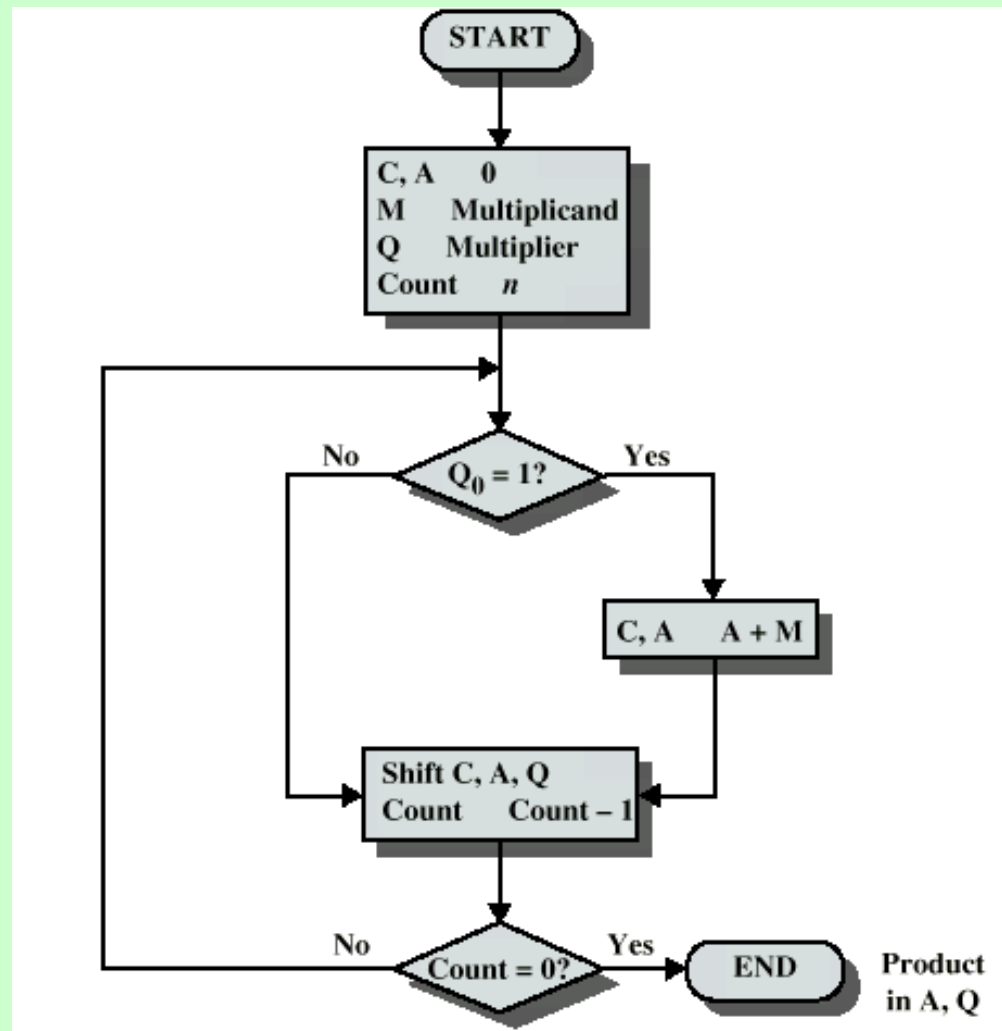 START
C, A 0
M Multiplicand
Q Multiplier
Count n
No
Q0 = 1?
Yes
C, A A + M
Shift C, A, Q
Count Count – 1
No
Count = 0?
Yes
END
Product
in A, Q